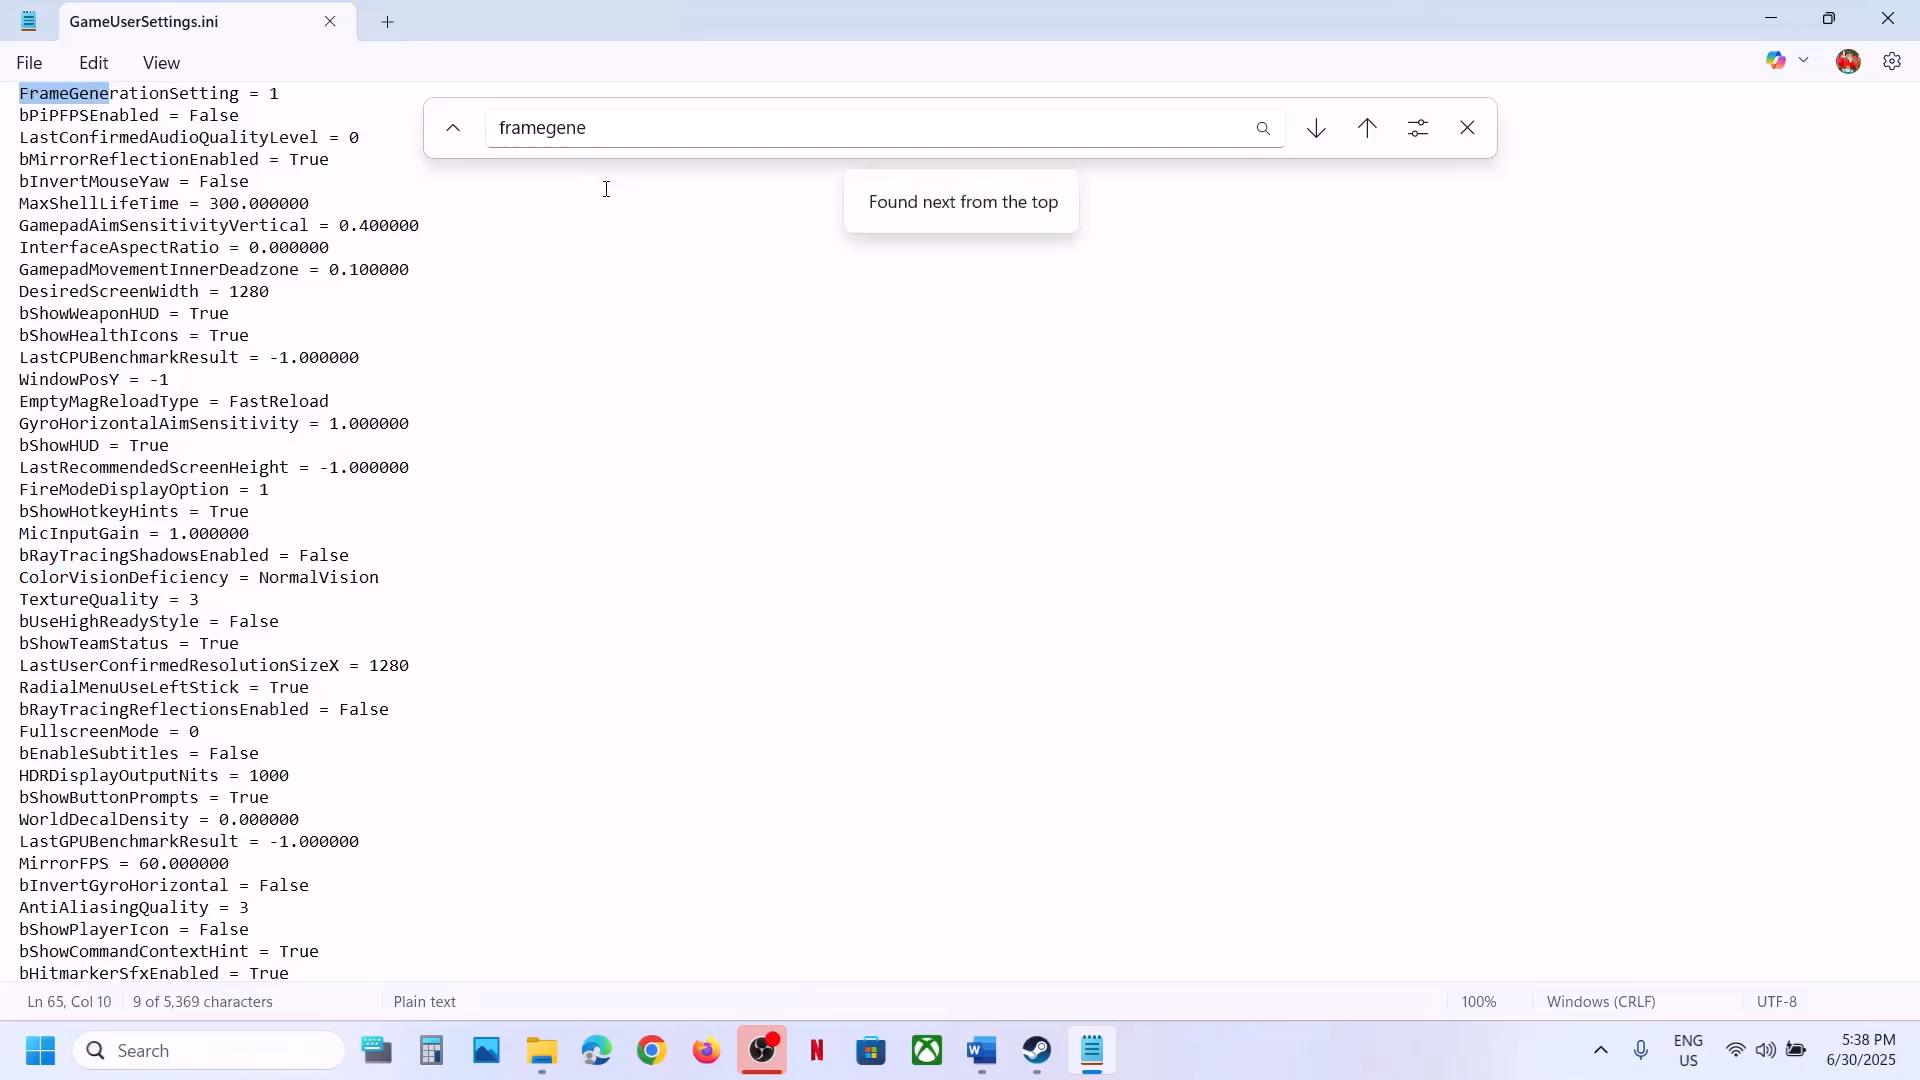 GameUserSettings.ini
File Edit View
framegene
Found next from the top
FrameGenerationSetting = 1
bPiPFPSEnabled = False
LastConfirmedAudioQualityLevel = 0
bMirrorReflectionEnabled = True
bInvertMouseYaw = False
MaxShellLifeTime = 300.000000
GamepadAimSensitivityVertical = 0.400000
InterfaceAspectRatio = 0.000000
GamepadMovementInnerDeadzone = 0.100000
DesiredScreenWidth = 1280
bShowWeaponHUD = True
bShowHealthIcons = True
LastCPUBenchmarkResult = -1.000000
WindowPosY = -1
EmptyMagReloadType = FastReload
GyroHorizontalAimSensitivity = 1.000000
bShowHUD = True
LastRecommendedScreenHeight = -1.000000
FireModeDisplayOption = 1
bShowHotkeyHints = True
MicInputGain = 1.000000
bRayTracingShadowsEnabled = False
ColorVisionDeficiency = NormalVision
TextureQuality = 3
bUseHighReadyStyle = False
bShowTeamStatus = True
LastUserConfirmedResolutionSizeX = 1280
RadialMenuUseLeftStick = True
bRayTracingReflectionsEnabled = False
FullscreenMode = 0
bEnableSubtitles = False
HDRDisplayOutputNits = 1000
bShowButtonPrompts = True
WorldDecalDensity = 0.000000
LastGPUBenchmarkResult = -1.000000
MirrorFPS = 60.000000
bInvertGyroHorizontal = False
AntiAliasingQuality = 3
bShowPlayerIcon = False
bShowCommandContextHint = True
bHitmarkerSfxEnabled = True
Ln 65, Col 10 9 of 5,369 characters Plain text 100% Windows (CRLF) UTF-8
Search
ENG
US
5:38 PM
6/30/2025